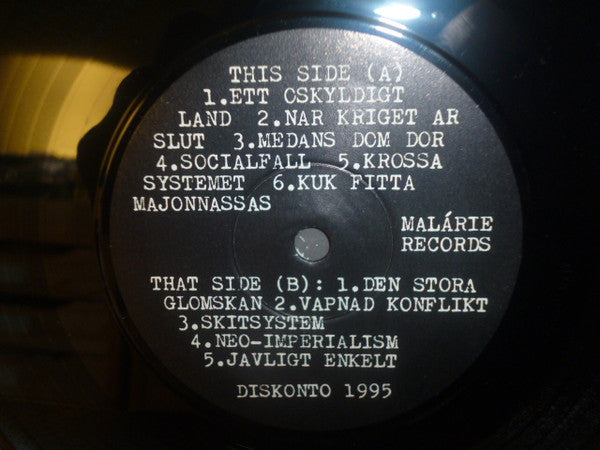 THIS SIDE (A)
1.ETT OSKYLDIGT
LAND 2.NAR KRIGET AR
SLUT 3.MEDANS DOM DOR
4.SOCIALFALL 5.KROSSA
SYSTEMET 6.KUK FITTA
MAJONNASSAS
MALÁRIE
RECORDS
THAT SIDE (B): 1.DEN STORA
GLOMSKAN 2.VAPNAD KONFLIKT
3.SKITSYSTEM
4.NEO-IMPERIALISM
5.JAVLIGT ENKELT
DISKONTO 1995